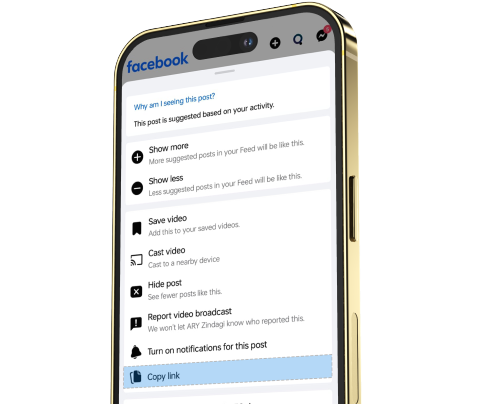 facebook
Why am I seeing this post?
This post is suggested based on your activity.
Show more
More suggested posts in your Feed will be like this.
Show less
Less suggested posts in your Feed will be like this.
Save video
Add this to your saved videos.
Cast video
Cast to a nearby device
Hide post
See fewer posts like this.
Report video broadcast
We won't let ARY Zindagi know who reported this.
Turn on notifications for this post
Copy link